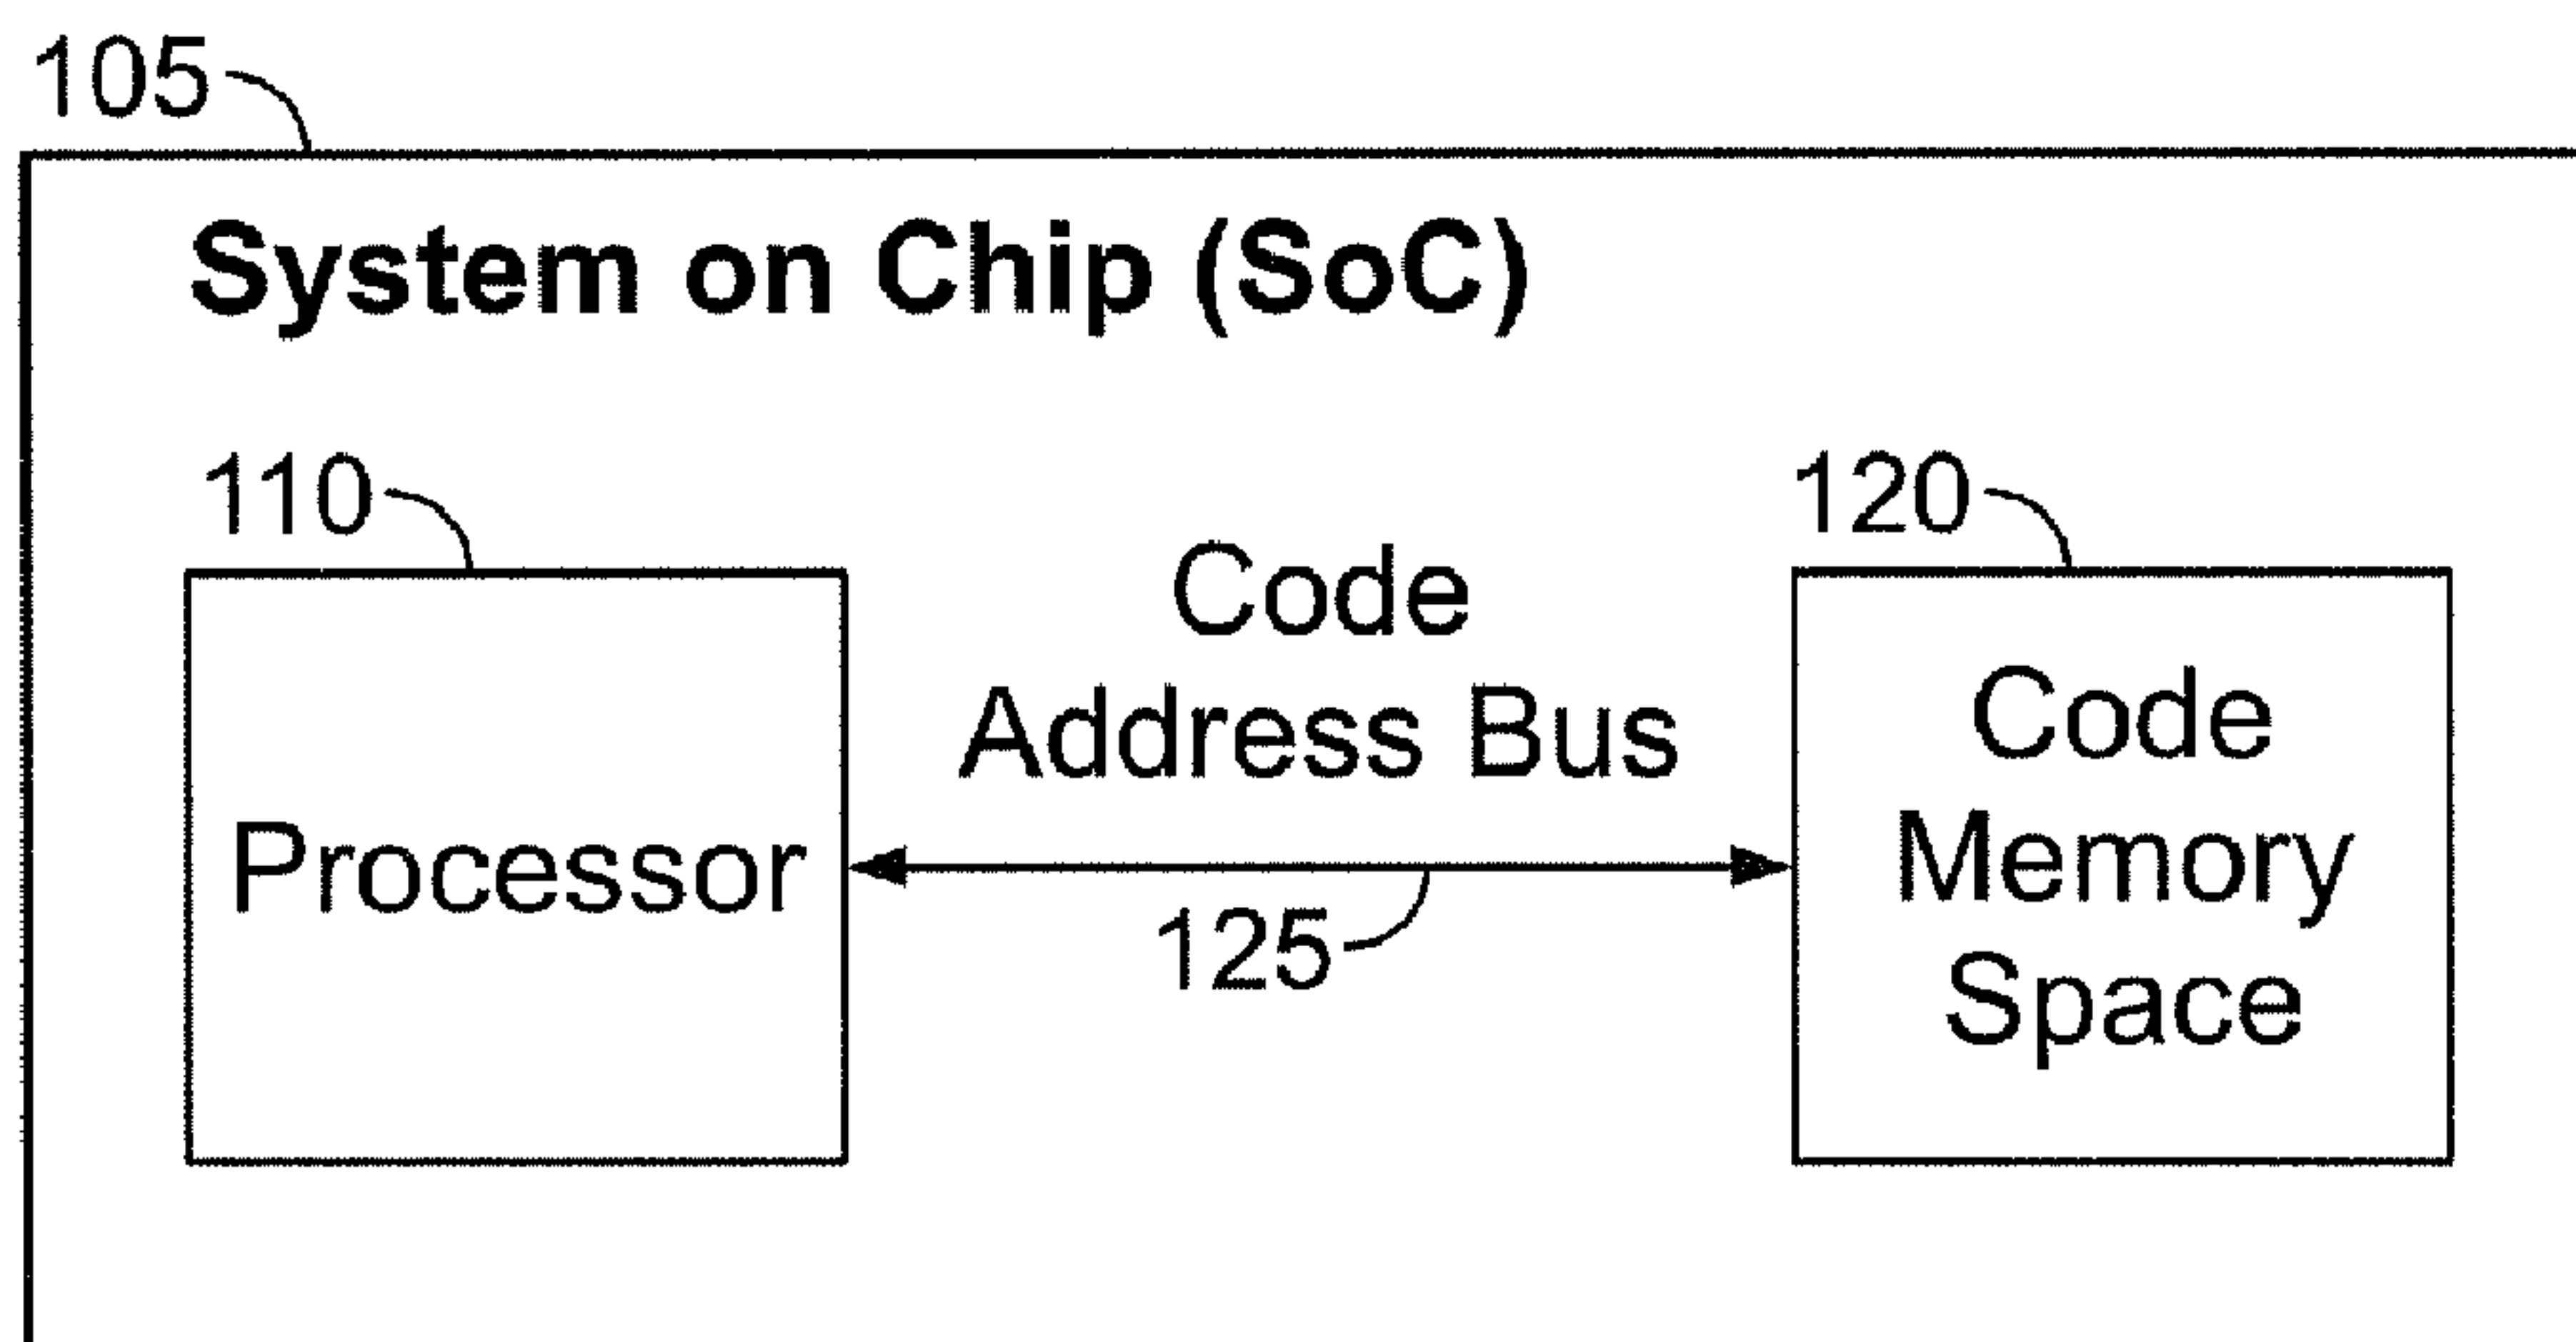 105
System on Chip (SoC)
110
120
Code
Address Bus
Processor
125
Code
Memory
Space